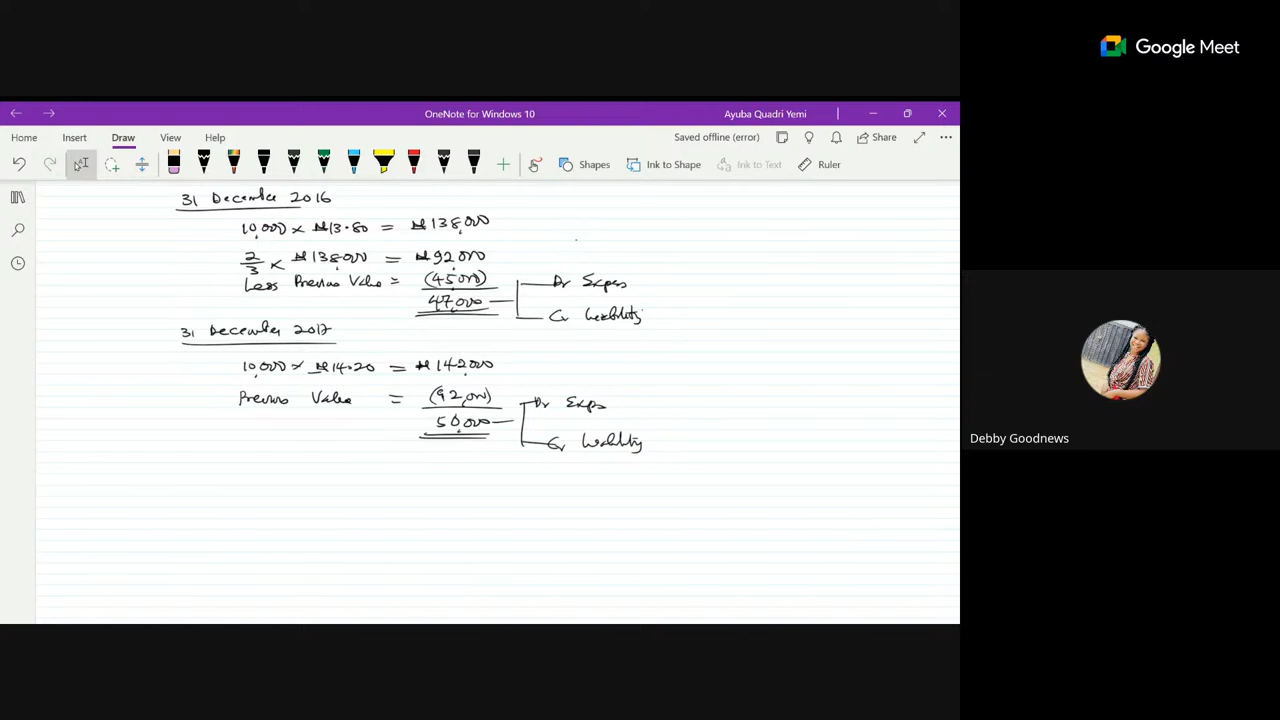 Google Meet
OneNote for Windows 10
Ayuba Quadri Yemi
Home Insert Draw View Help
Saved offline (error)
Share
Shapes
Ink to Shape
Ink to Text
Ruler
31 December 2016
10,000 × ₦13.80 = ₦138,000
2/3 × ₦138,000 = ₦92,000
Less Previous Value = (45,000)
47,000
Dr Expes
Cr Liability
31 December 2017
10,000 × ₦14.20 = ₦142,000
Previous Value = (92,000)
50,000
Dr Exps
Cr Liability
Debby Goodnews